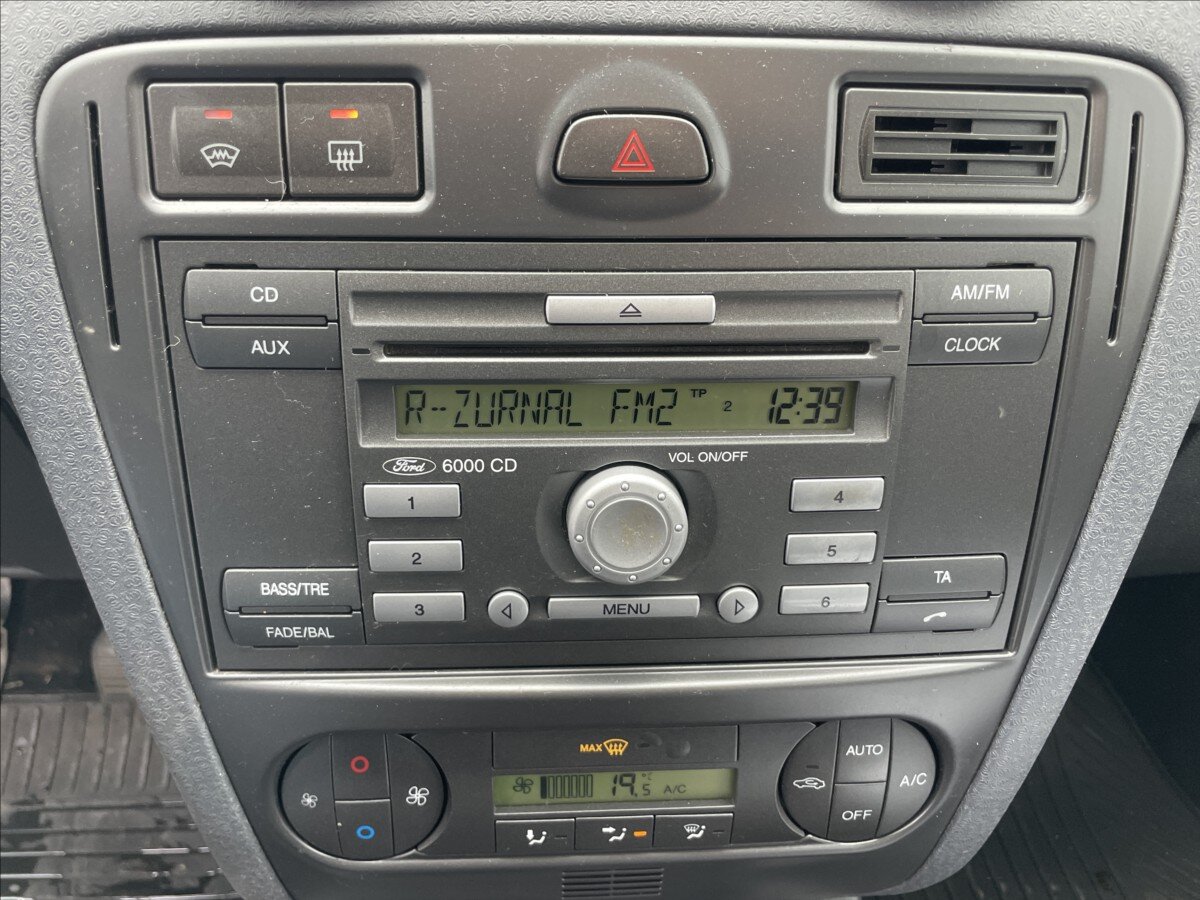 CD
AM/FM
AUX
CLOCK
R-ZURNAL FM2 TP 2 12:39
Ford 6000 CD
VOL ON/OFF
1
4
2
5
3
6
MENU
BASS/TRE
TA
FADE/BAL
MAX
AUTO
19.5 °C A/C
A/C
OFF